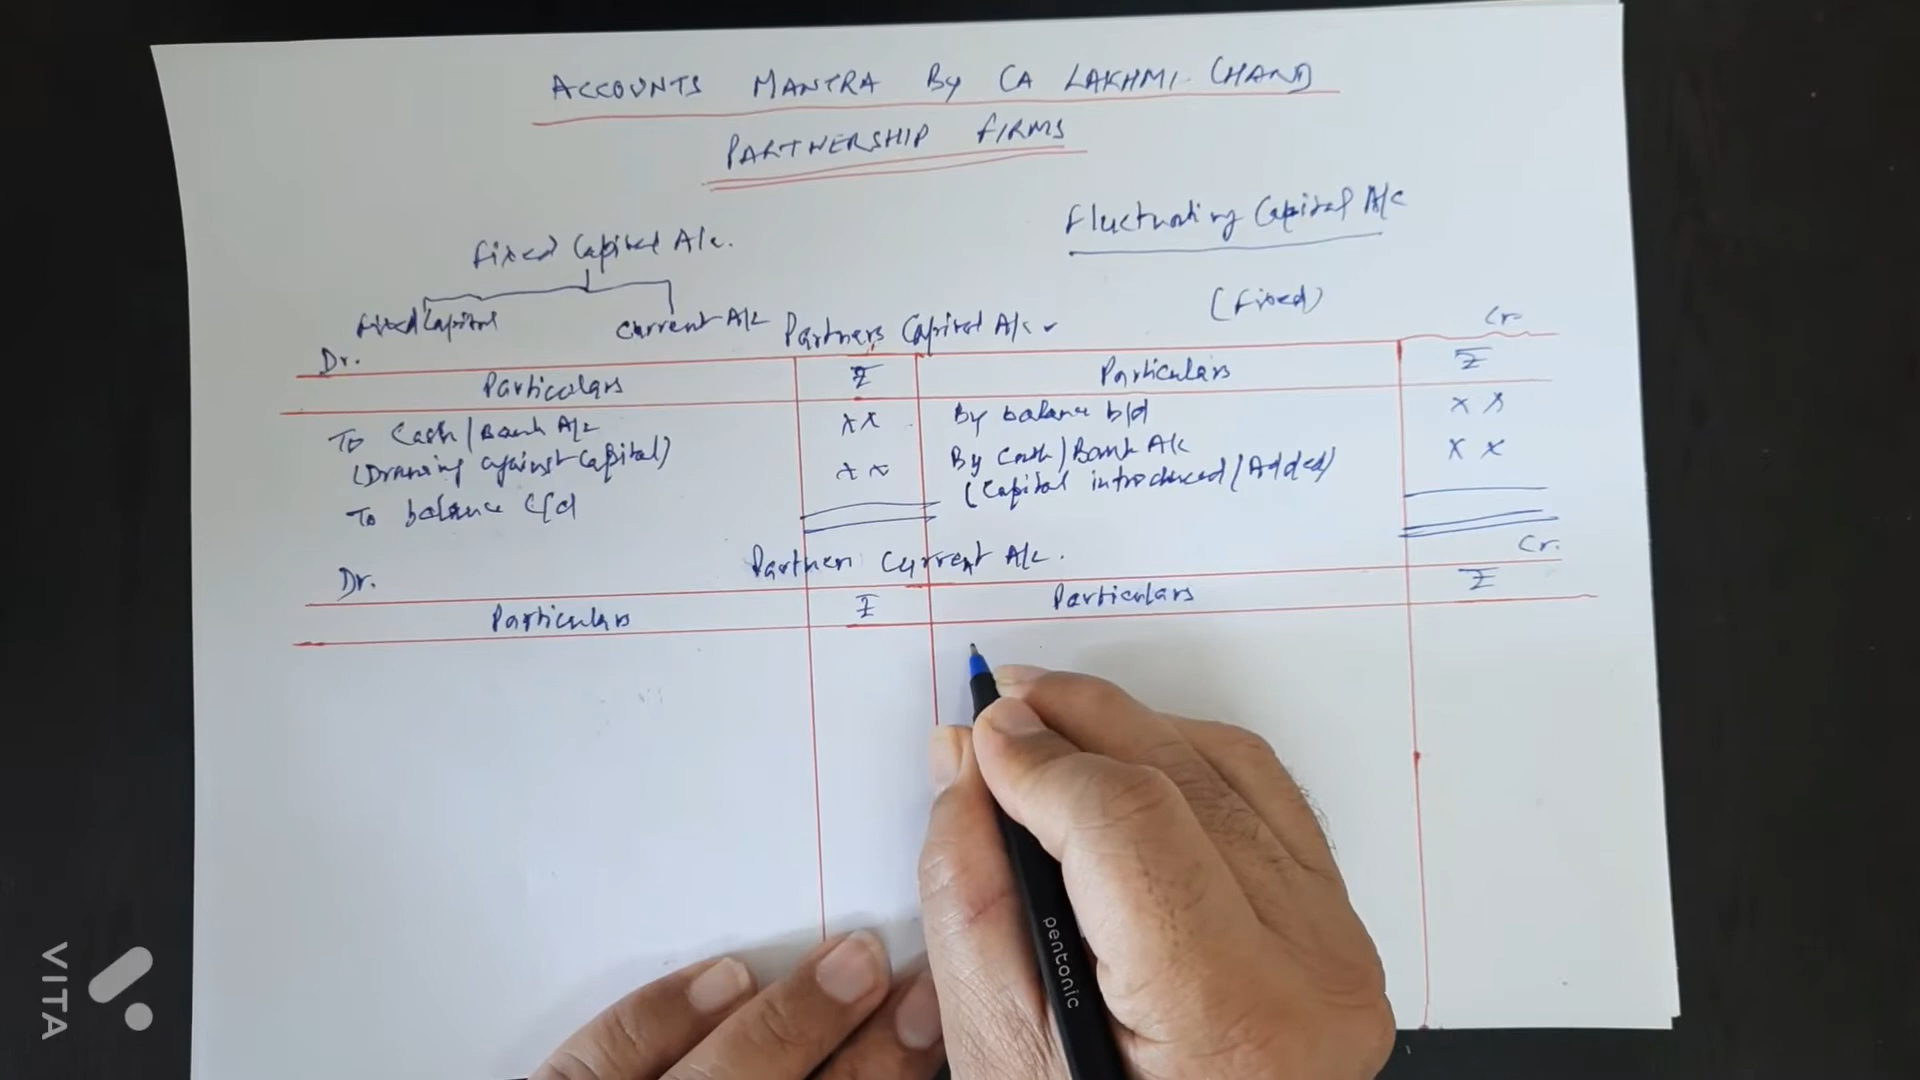 ACCOUNTS MANTRA By CA LAKHMI CHAND
PARTNERSHIP FIRMS
Fixed Capital A/c.
Fluctuating Capital A/c
Fixed Capital
Current A/c
Partners Capital A/c
(Fixed)
Dr.
Cr.
Particulars ₹ Particulars ₹
To Cash/Bank A/c xx By balance b/d xx
(Drawing against Capital) xx By Cash/Bank A/c xx
To balance c/d (Capital introduced/Added)
Partners Current A/c.
Dr.
Cr.
Particulars ₹ Particulars ₹
pentonic
VITA